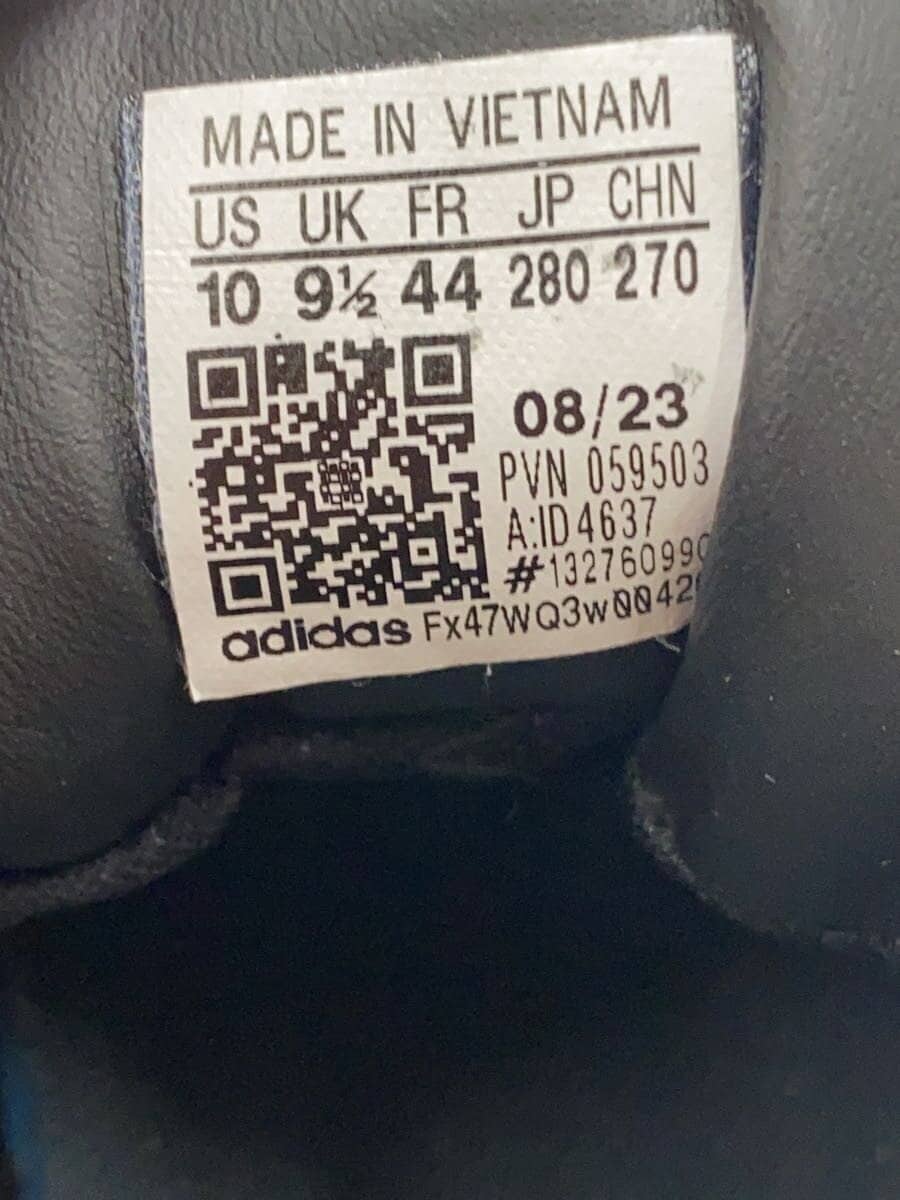 MADE IN VIETNAM
US UK FR JP CHN
10 9½ 44 280 270
08/23
PVN 059503
A:ID4637
adidas